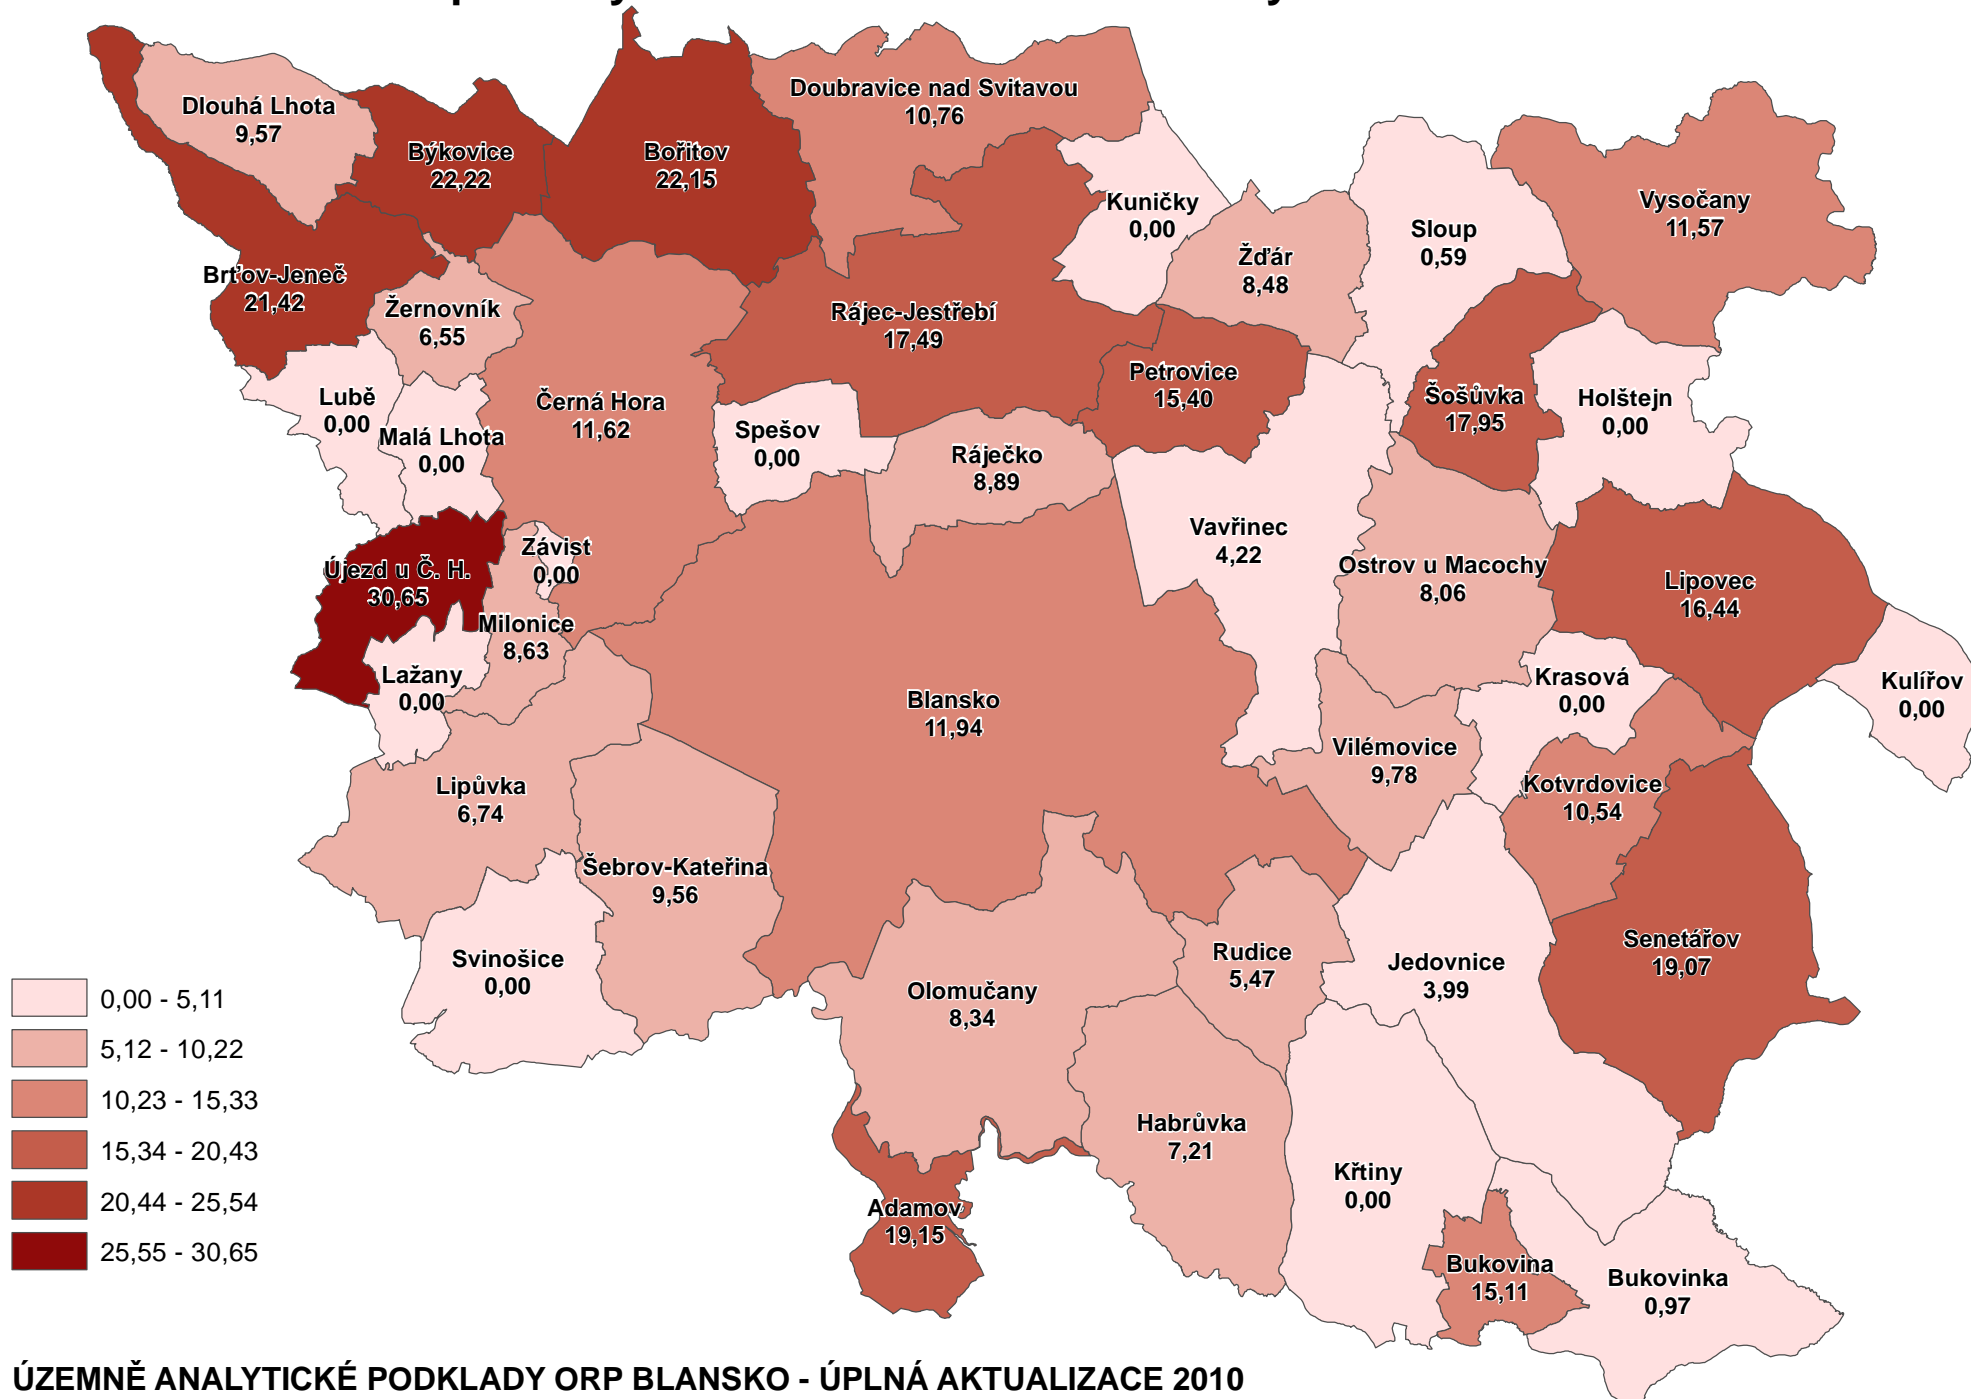 Dlouhá Lhota
9,57
Býkovice
22,22
Bořitov
22,15
Doubravice nad Svitavou
10,76
Kuničky
0,00
Žďár
8,48
Sloup
0,59
Vysočany
11,57
Brťov-Jeneč
21,42
Žernovník
6,55
Rájec-Jestřebí
17,49
Petrovice
15,40
Šošůvka
17,95
Holštejn
0,00
Lubě
0,00
Malá Lhota
0,00
Černá Hora
11,62
Spešov
0,00
Ráječko
8,89
Vavřinec
4,22
Ostrov u Macochy
8,06
Lipovec
16,44
Újezd u Č. H.
30,65
Závist
0,00
Milonice
8,63
Lažany
0,00
Blansko
11,94
Krasová
0,00
Kulířov
0,00
Vilémovice
9,78
Kotvrdovice
10,54
Lipůvka
6,74
Šebrov-Kateřina
9,56
Svinošice
0,00
Olomučany
8,34
Rudice
5,47
Jedovnice
3,99
Senetářov
19,07
Habrůvka
7,21
Křtiny
0,00
Adamov
19,15
Bukovina
15,11
Bukovinka
0,97
0,00 - 5,11
5,12 - 10,22
10,23 - 15,33
15,34 - 20,43
20,44 - 25,54
25,55 - 30,65
ÚZEMNĚ ANALYTICKÉ PODKLADY ORP BLANSKO - ÚPLNÁ AKTUALIZACE 2010